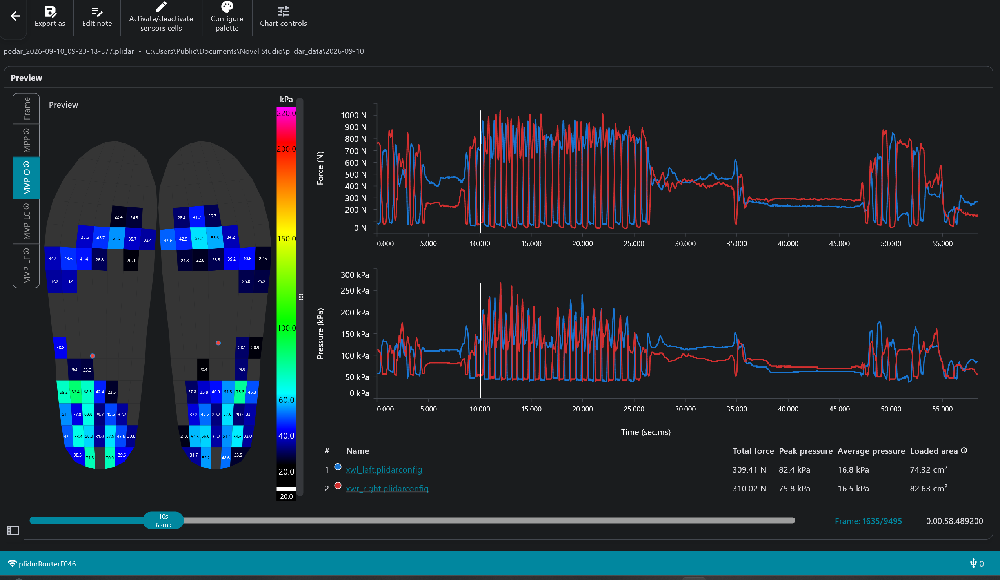 Export as
Edit note
Activate/deactivate
sensors cells
Configure
palette
Chart controls
pedar_2026-09-10_09-23-18-577.plidar • C:\Users\Public\Documents\Novel Studio\plidar_data\2026-09-10
Preview
Frame
MPP
MVP O
MVP LC
MVP LF
Preview
22.4 24.3 28.4 41.7 26.7
35.6 43.7 51.5 35.7 32.4 47.6 42.9 57.7 53.6 34.2
34.4 43.6 41.4 26.8 20.9 24.3 22.6 26.3 39.2 40.6 22.5
32.2 33.4 26.0 25.2
38.8 28.1 20.9
26.0 25.0 20.4 28.9
69.2 82.4 68.5 42.4 23.3 27.8 35.8 40.9 51.5 75.8 46.3
51.1 37.8 63.8 29.7 45.5 32.2 37.2 48.5 29.7 57.6 29.0 33.1
47.1 63.4 56.8 31.9 57.9 45.6 30.6 21.8 54.5 56.6 32.7 51.4 58.6 32.0
38.5 71.3 70.9 39.6 31.7 52.2 48.6 23.5
kPa
220.0
200.0
150.0
100.0
60.0
40.0
20.0
20.0
Force (N)
1000 N
900 N
800 N
700 N
600 N
500 N
400 N
300 N
200 N
0 N
0.000 5.000 10.000 15.000 20.000 25.000 30.000 35.000 40.000 45.000 50.000 55.000
Pressure (kPa)
300 kPa
250 kPa
200 kPa
150 kPa
100 kPa
50 kPa
0 kPa
0.000 5.000 10.000 15.000 20.000 25.000 30.000 35.000 40.000 45.000 50.000 55.000
Time (sec.ms)
# Name Total force Peak pressure Average pressure Loaded area
1 xwl_left.plidarconfig 309.41 N 82.4 kPa 16.8 kPa 74.32 cm²
2 xwr_right.plidarconfig 310.02 N 75.8 kPa 16.5 kPa 82.63 cm²
10s
65ms
Frame: 1635/9495 0:00:58.489200
plidarRouterE046
0